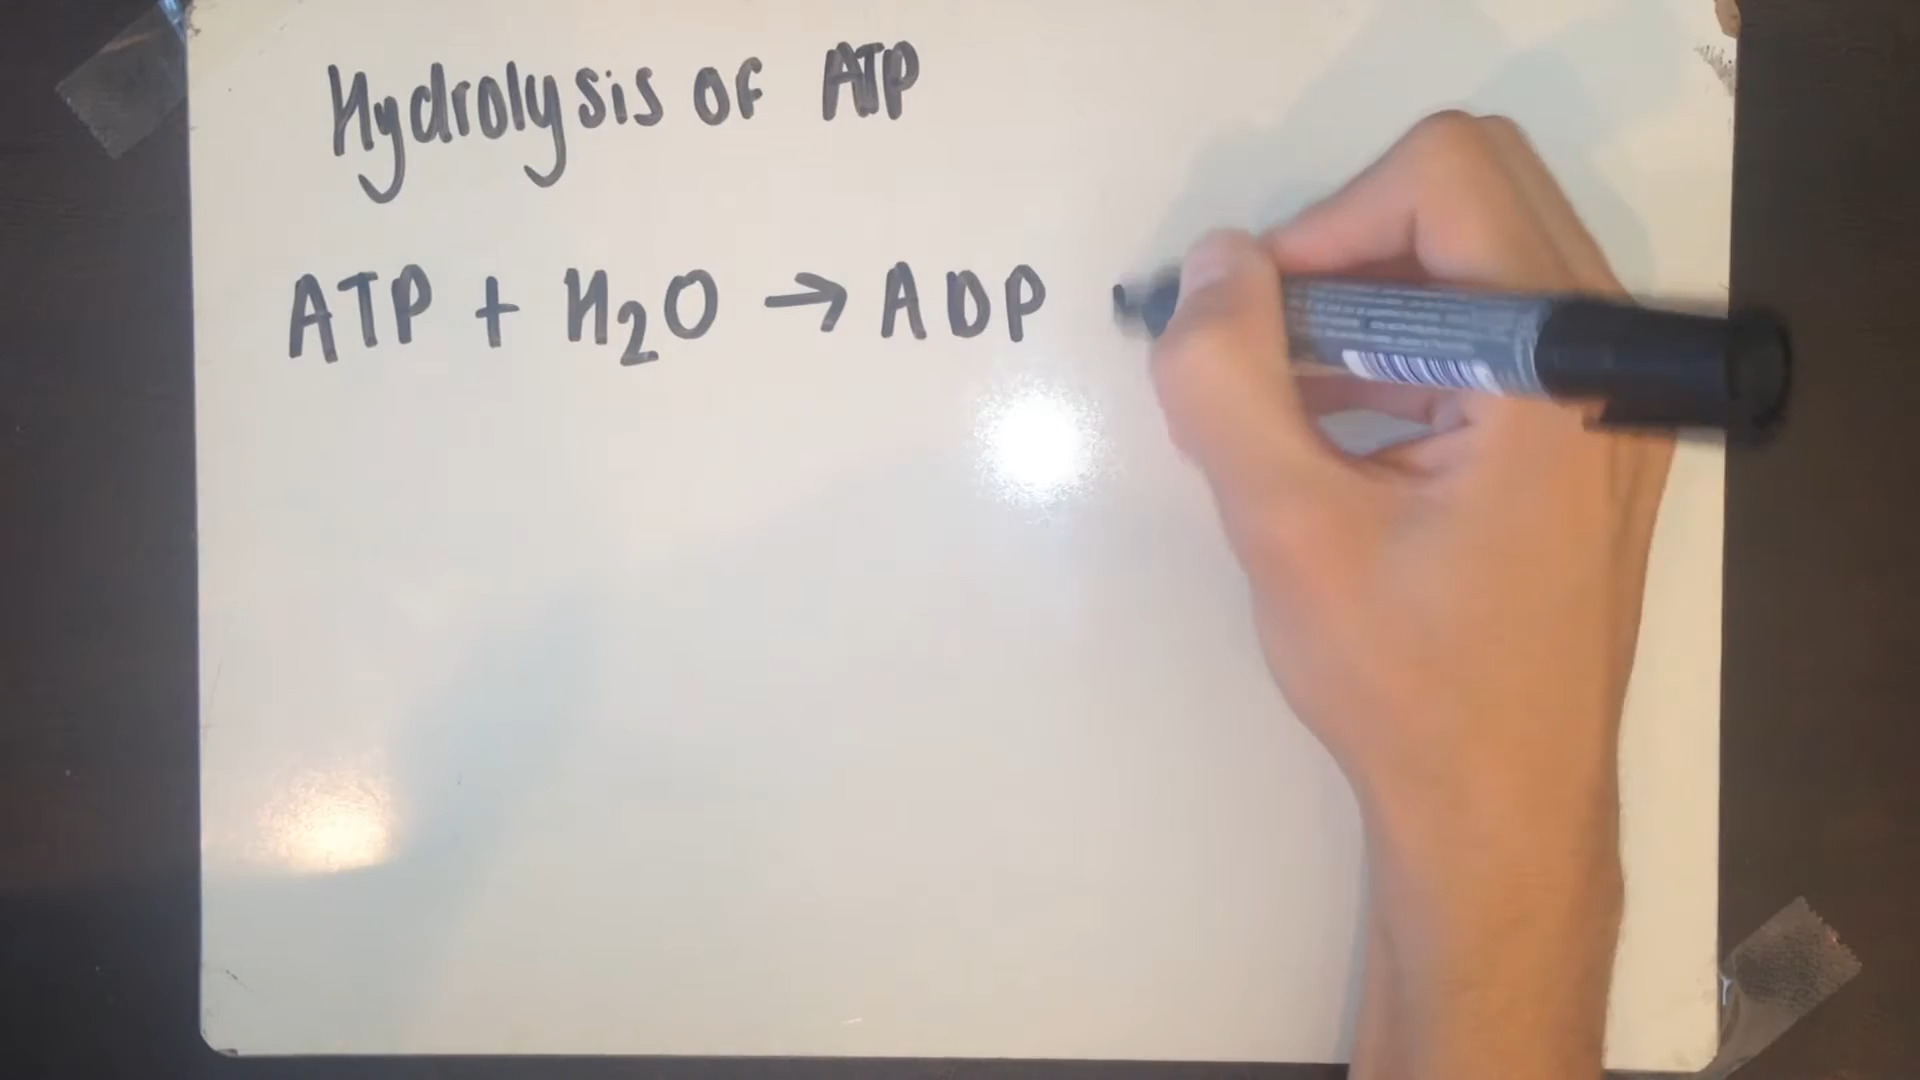 Hydrolysis of ATP
ATP + H₂O → ADP